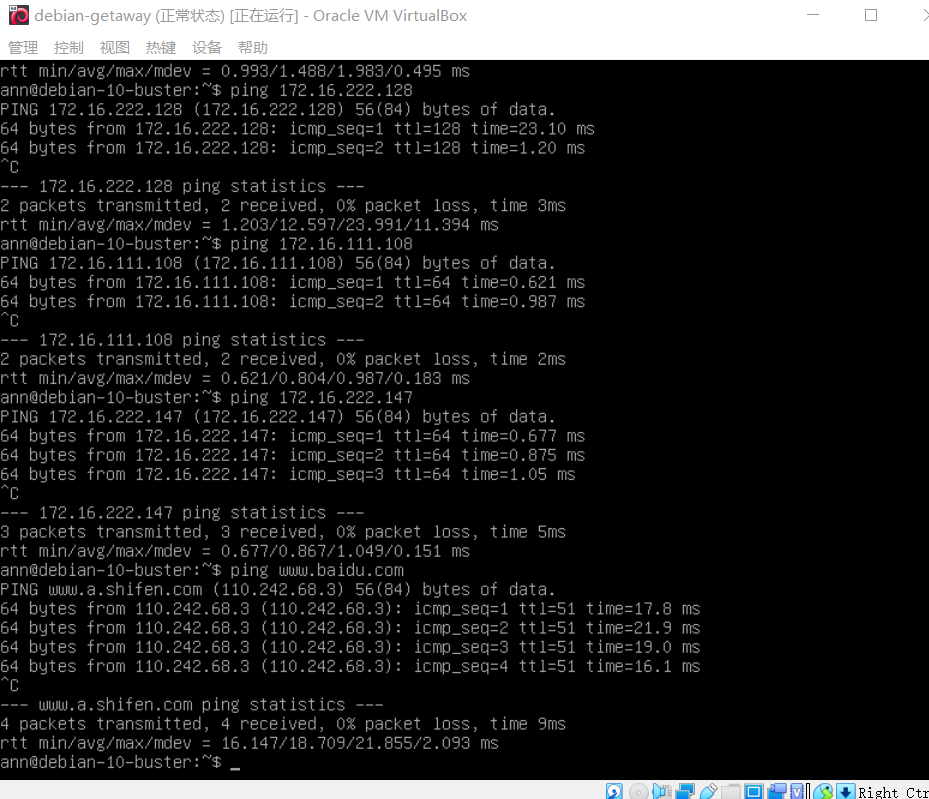 debian-getaway (正常状态) [正在运行] - Oracle VM VirtualBox
管理 控制 视图 热键 设备 帮助
rtt min/avg/max/mdev = 0.993/1.488/1.983/0.495 ms
ann@debian-10-buster:~$ ping 172.16.222.128
PING 172.16.222.128 (172.16.222.128) 56(84) bytes of data.
64 bytes from 172.16.222.128: icmp_seq=1 ttl=128 time=23.10 ms
64 bytes from 172.16.222.128: icmp_seq=2 ttl=128 time=1.20 ms
^C
--- 172.16.222.128 ping statistics ---
2 packets transmitted, 2 received, 0% packet loss, time 3ms
rtt min/avg/max/mdev = 1.203/12.597/23.991/11.394 ms
ann@debian-10-buster:~$ ping 172.16.111.108
PING 172.16.111.108 (172.16.111.108) 56(84) bytes of data.
64 bytes from 172.16.111.108: icmp_seq=1 ttl=64 time=0.621 ms
64 bytes from 172.16.111.108: icmp_seq=2 ttl=64 time=0.987 ms
^C
--- 172.16.111.108 ping statistics ---
2 packets transmitted, 2 received, 0% packet loss, time 2ms
rtt min/avg/max/mdev = 0.621/0.804/0.987/0.183 ms
ann@debian-10-buster:~$ ping 172.16.222.147
PING 172.16.222.147 (172.16.222.147) 56(84) bytes of data.
64 bytes from 172.16.222.147: icmp_seq=1 ttl=64 time=0.677 ms
64 bytes from 172.16.222.147: icmp_seq=2 ttl=64 time=0.875 ms
64 bytes from 172.16.222.147: icmp_seq=3 ttl=64 time=1.05 ms
^C
--- 172.16.222.147 ping statistics ---
3 packets transmitted, 3 received, 0% packet loss, time 5ms
rtt min/avg/max/mdev = 0.677/0.867/1.049/0.151 ms
ann@debian-10-buster:~$ ping www.baidu.com
PING www.a.shifen.com (110.242.68.3) 56(84) bytes of data.
64 bytes from 110.242.68.3 (110.242.68.3): icmp_seq=1 ttl=51 time=17.8 ms
64 bytes from 110.242.68.3 (110.242.68.3): icmp_seq=2 ttl=51 time=21.9 ms
64 bytes from 110.242.68.3 (110.242.68.3): icmp_seq=3 ttl=51 time=19.0 ms
64 bytes from 110.242.68.3 (110.242.68.3): icmp_seq=4 ttl=51 time=16.1 ms
^C
--- www.a.shifen.com ping statistics ---
4 packets transmitted, 4 received, 0% packet loss, time 9ms
rtt min/avg/max/mdev = 16.147/18.709/21.855/2.093 ms
ann@debian-10-buster:~$ _
Right Ctr